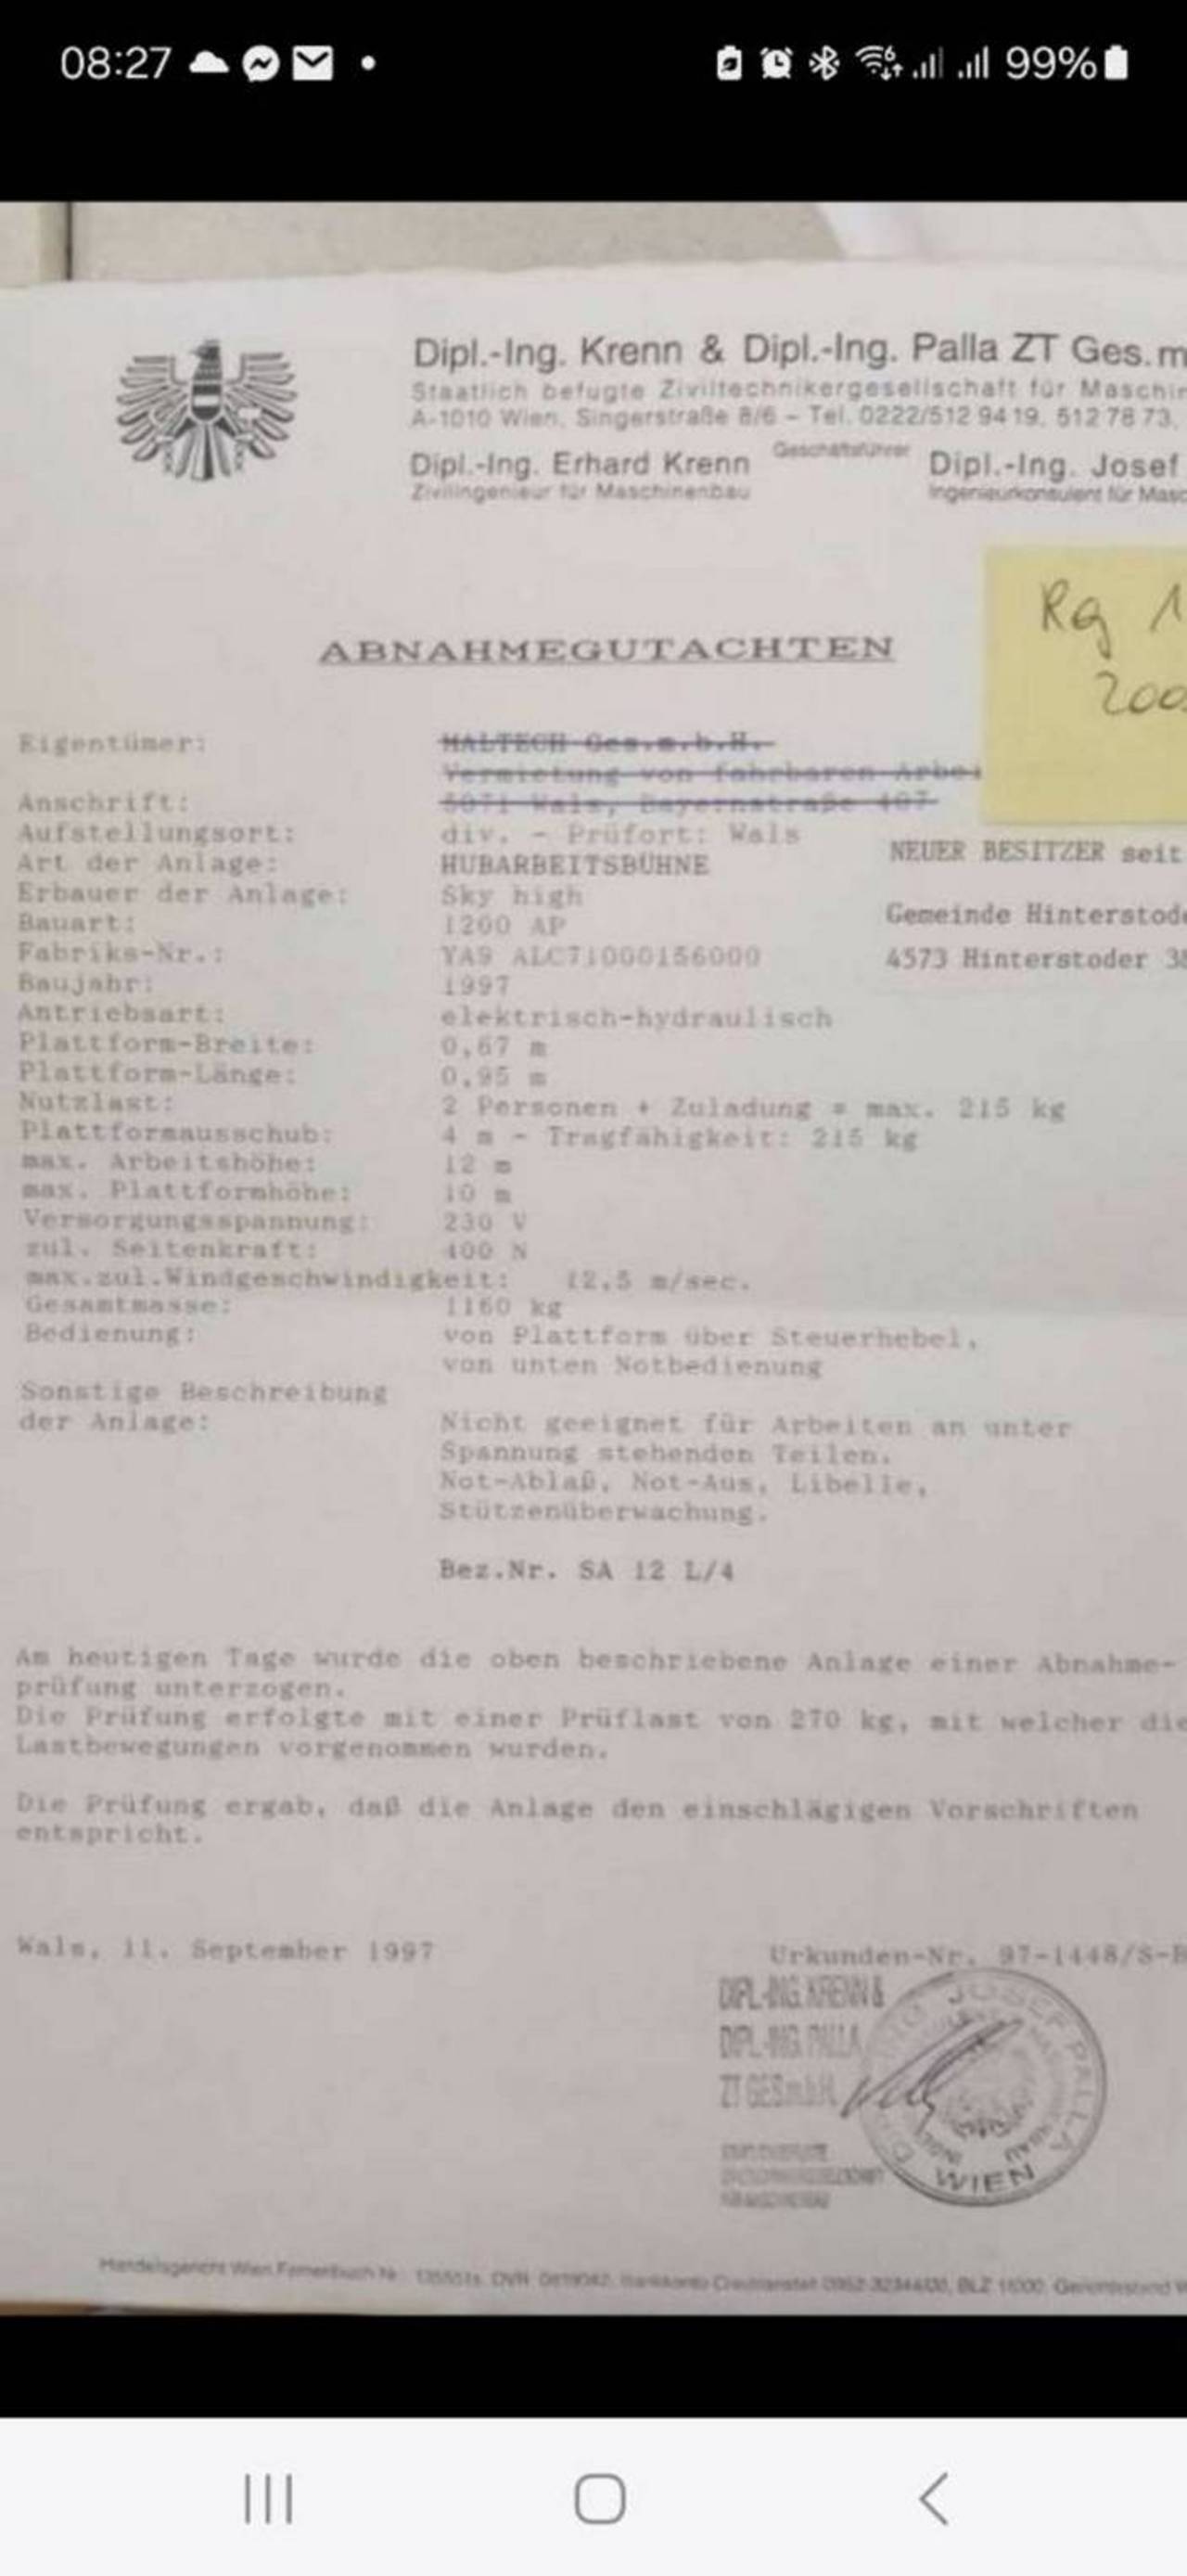 08:27
99%
Dipl.-Ing. Krenn & Dipl.-Ing. Palla ZT Ges.m
Staatlich befugte Ziviltechnikergesellschaft für Maschin
A-1010 Wien, Singerstraße 8/6 – Tel. 0222/512 94 19, 512 78 73,
Geschäftsführer
Dipl.-Ing. Erhard Krenn Dipl.-Ing. Josef
Zivilingenieur für Maschinenbau Ingenieurkonsulent für Masc
Rg 1
200
ABNAHMEGUTACHTEN
Eigentümer: MALTECH Ges.m.b.H.
Vermietung von fahrbaren Arbei
Anschrift: 5071 Wals, Bayernstraße 407
Aufstellungsort: div. - Prüfort: Wals
Art der Anlage: HUBARBEITSBÜHNE
NEUER BESITZER seit
Erbauer der Anlage: Sky high
Bauart: 1200 AP
Gemeinde Hinterstode
Fabriks-Nr.: YA9 ALC71000156000
4573 Hinterstoder 38
Baujahr: 1997
Antriebsart: elektrisch-hydraulisch
Plattform-Breite: 0,67 m
Plattform-Länge: 0,95 m
Nutzlast: 2 Personen + Zuladung = max. 215 kg
Plattformausschub: 4 m - Tragfähigkeit: 215 kg
max. Arbeitshöhe: 12 m
max. Plattformhöhe: 10 m
Versorgungsspannung: 230 V
zul. Seitenkraft: 400 N
max.zul.Windgeschwindigkeit: 12,5 m/sec.
Gesamtmasse: 1160 kg
Bedienung: von Plattform über Steuerhebel,
von unten Notbedienung
Sonstige Beschreibung
der Anlage: Nicht geeignet für Arbeiten an unter
Spannung stehenden Teilen.
Not-Ablaß, Not-Aus, Libelle,
Stützenüberwachung.
Bez.Nr. SA 12 L/4
Am heutigen Tage wurde die oben beschriebene Anlage einer Abnahme-
prüfung unterzogen.
Die Prüfung erfolgte mit einer Prüflast von 270 kg, mit welcher die
Lastbewegungen vorgenommen wurden.
Die Prüfung ergab, daß die Anlage den einschlägigen Vorschriften
entspricht.
Wals, 11. September 1997
Urkunden-Nr. 97-1448/S-B
DIPL-ING. KRENN &
DIPL-ING. PALLA
ZT GES.m.b.H.
JOSEF PALLA
WIEN
Handelsgericht Wien Firmenbuch Nr.